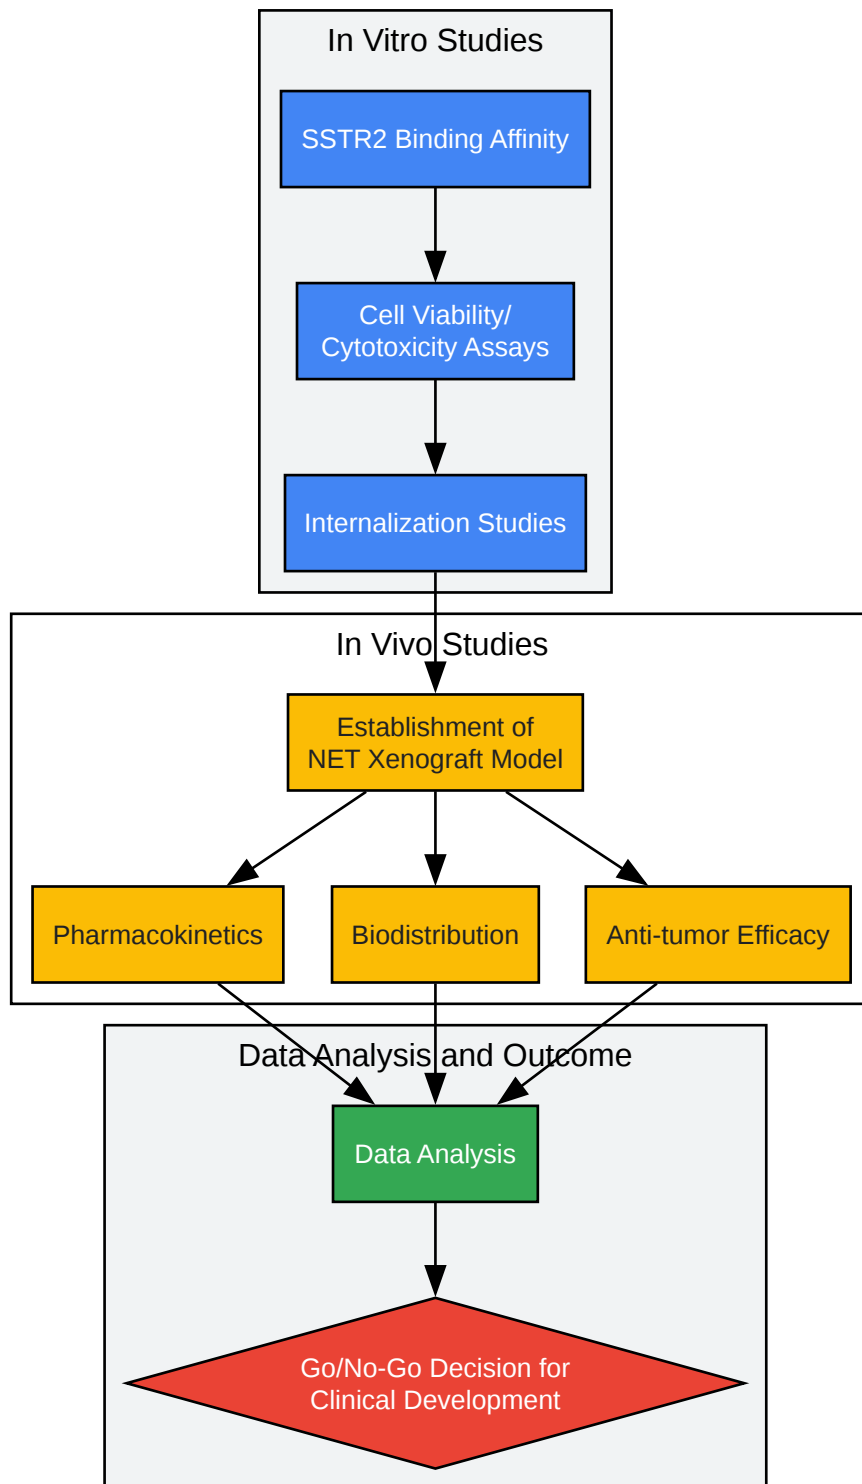 In Vitro Studies
SSTR2 Binding Affinity
Cell Viability/
Cytotoxicity Assays
Internalization Studies
In Vivo Studies
Establishment of
NET Xenograft Model
Pharmacokinetics
Biodistribution
Anti-tumor Efficacy
Data Analysis and Outcome
Data Analysis
Go/No-Go Decision for
Clinical Development